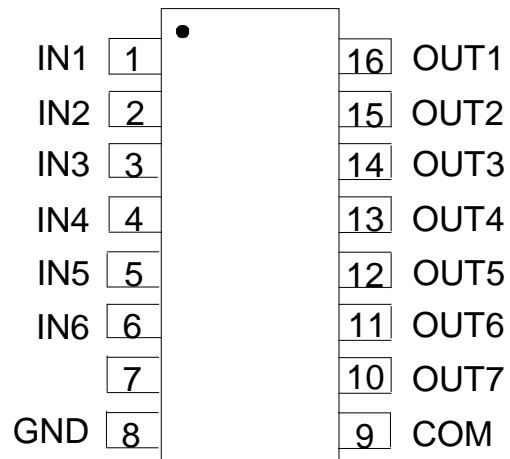 IN1 1 16 OUT1
IN2 2 15 OUT2
IN3 3 14 OUT3
IN4 4 13 OUT4
IN5 5 12 OUT5
IN6 6 11 OUT6
7 10 OUT7
GND 8 9 COM